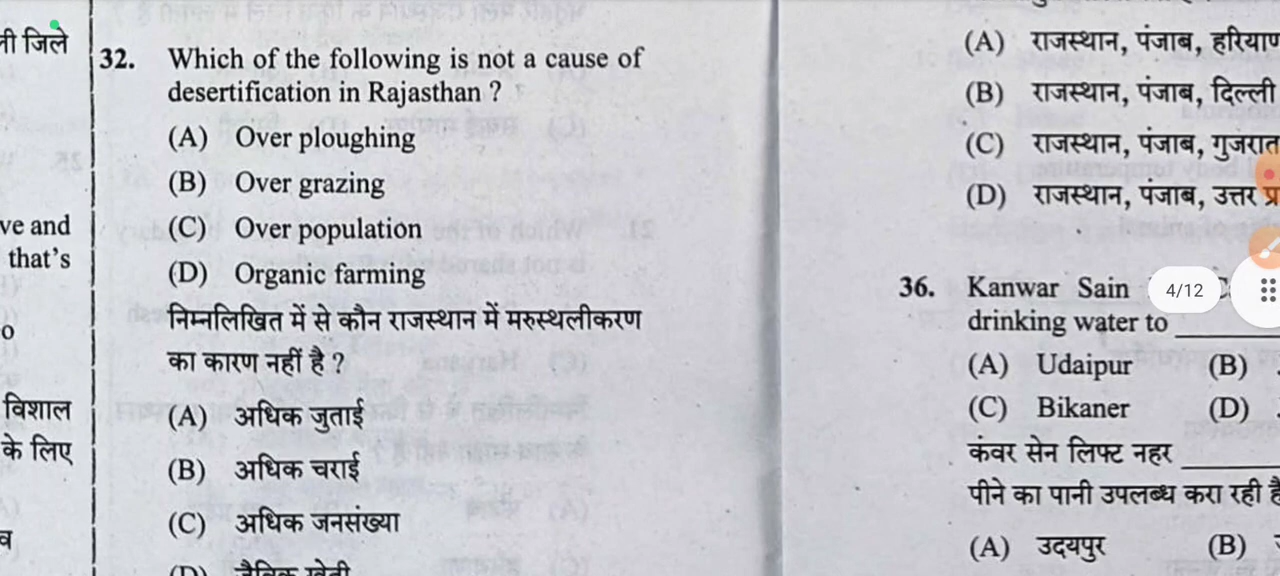 जिले
ve and
that's
o
विशाल
के लिए
32. Which of the following is not a cause of
desertification in Rajasthan ?
(A) Over ploughing
(B) Over grazing
(C) Over population
(D) Organic farming
निम्नलिखित में से कौन राजस्थान में मरुस्थलीकरण
का कारण नहीं है ?
(A) अधिक जुताई
(B) अधिक चराई
(C) अधिक जनसंख्या
(D) जैविक खेती
(A) राजस्थान, पंजाब, हरियाण
(B) राजस्थान, पंजाब, दिल्ली
(C) राजस्थान, पंजाब, गुजरात
(D) राजस्थान, पंजाब, उत्तर प्र
36. Kanwar Sain
4/12
drinking water to
(A) Udaipur (B)
(C) Bikaner (D)
कंवर सेन लिफ्ट नहर
पीने का पानी उपलब्ध करा रही है
(A) उदयपुर (B)